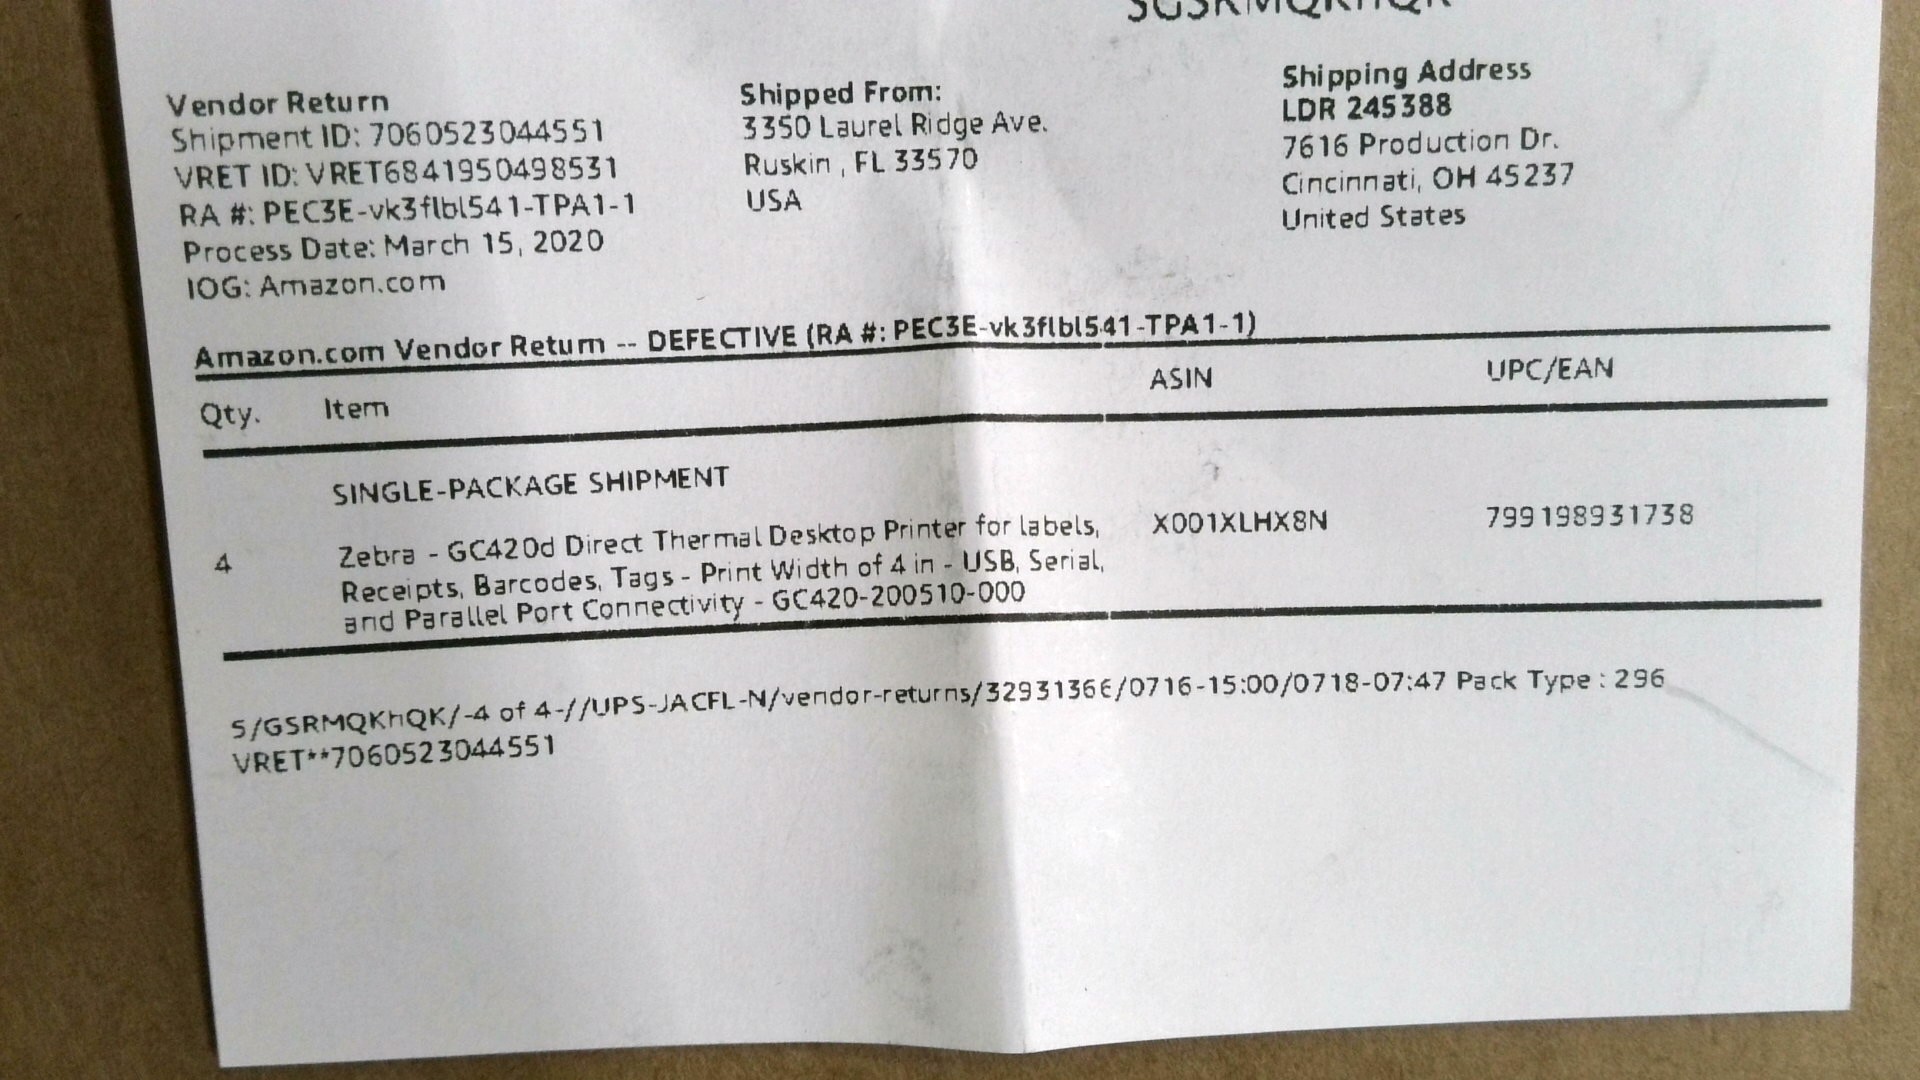 Vendor Return
Shipment ID: 7060523044551
VRET ID: VRET6841950498531
RA #: PEC3E-vk3flbl541-TPA1-1
Process Date: March 15, 2020
IOG: Amazon.com
Shipped From:
3350 Laurel Ridge Ave.
Ruskin , FL 33570
USA
Shipping Address
LDR 245388
7616 Production Dr.
Cincinnati, OH 45237
United States
Amazon.com Vendor Return -- DEFECTIVE (RA #: PEC3E-vk3flbl541-TPA1-1)
Qty. Item ASIN UPC/EAN
SINGLE-PACKAGE SHIPMENT
4 Zebra - GC420d Direct Thermal Desktop Printer for labels, X001XLHX8N 799198931738
Receipts, Barcodes, Tags - Print Width of 4 in - USB, Serial,
and Parallel Port Connectivity - GC420-200510-000
S/GSRMQKhQK/-4 of 4-//UPS-JACFL-N/vendor-returns/32931366/0716-15:00/0718-07:47 Pack Type : 296
VRET**7060523044551